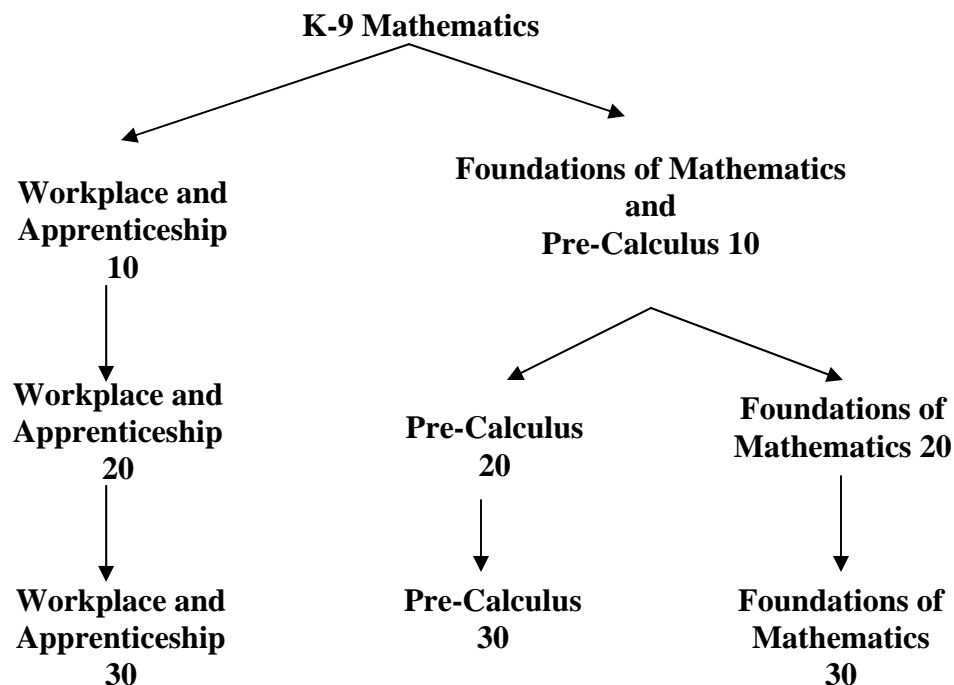 K-9 Mathematics
Workplace and
Apprenticeship
10
Foundations of Mathematics
and
Pre-Calculus 10
Workplace and
Apprenticeship
20
Pre-Calculus
20
Foundations of
Mathematics 20
Workplace and
Apprenticeship
30
Pre-Calculus
30
Foundations of
Mathematics
30